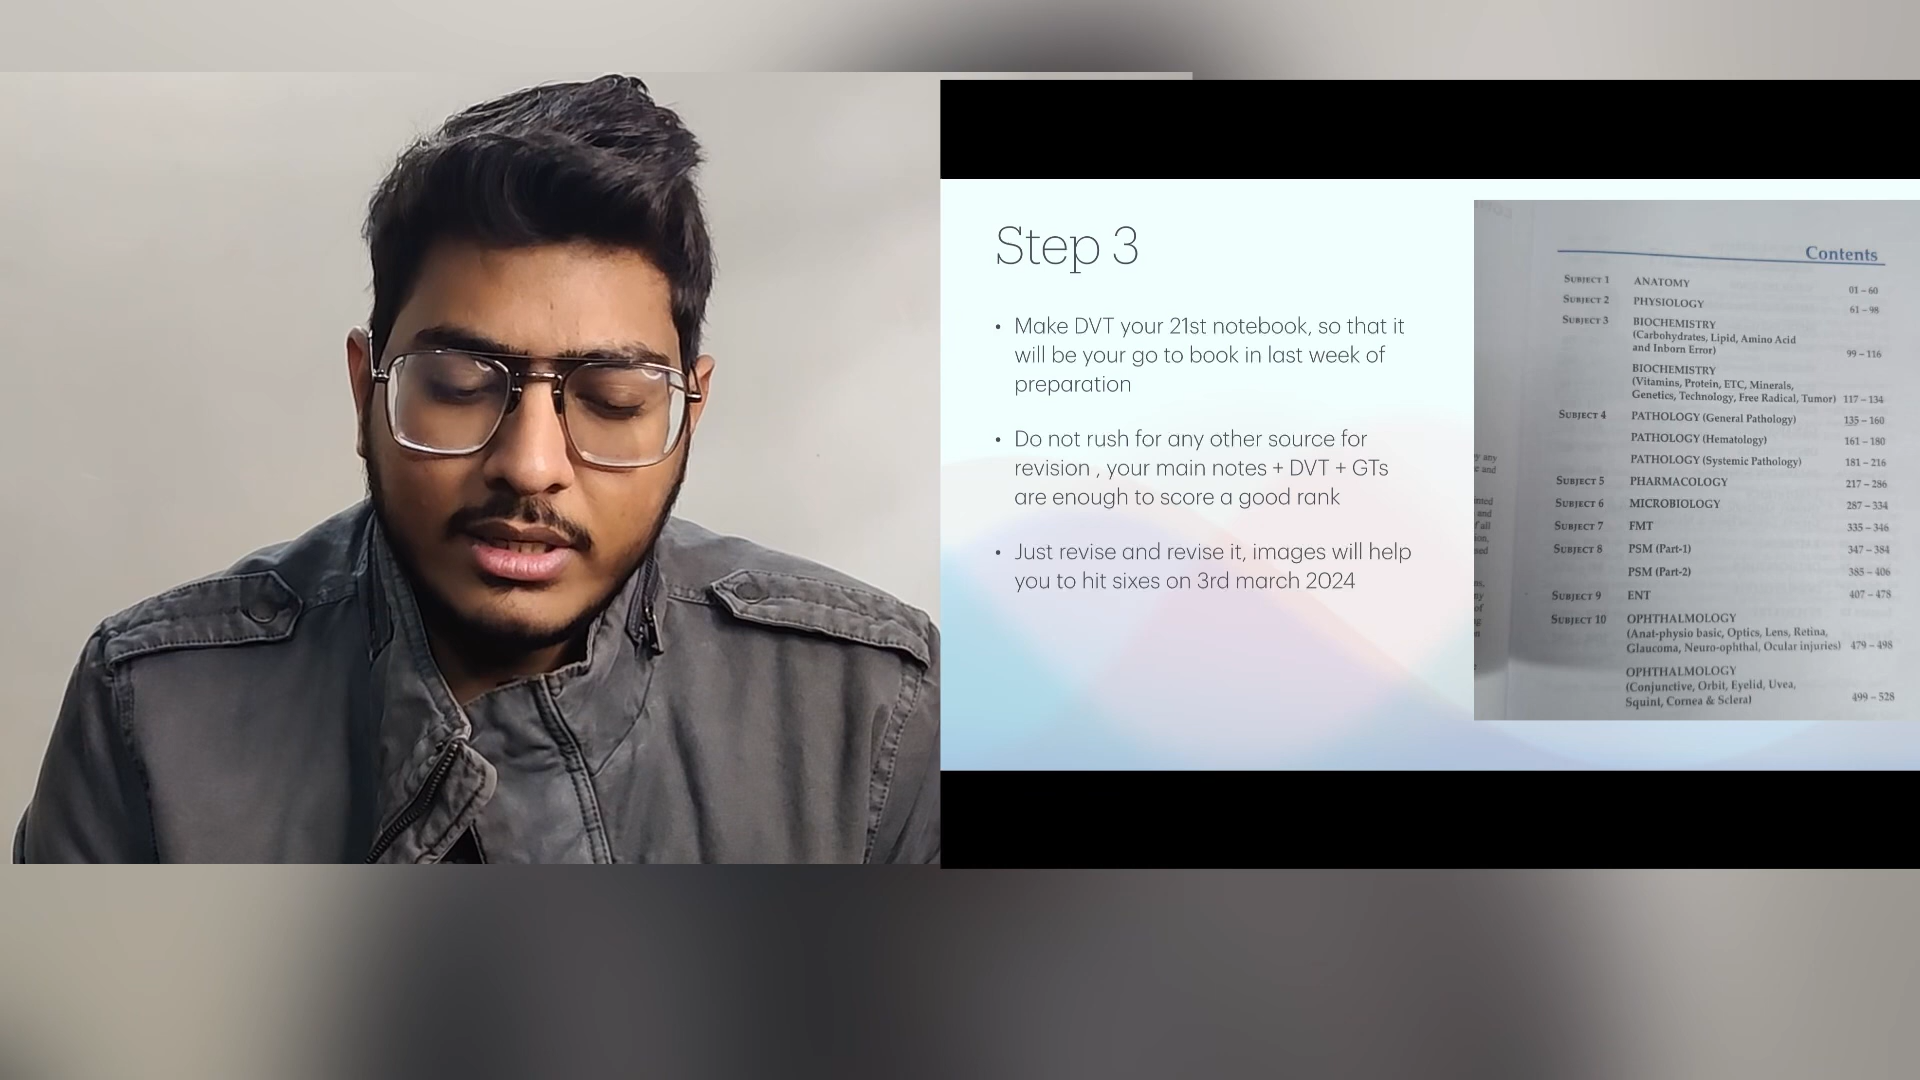 Step 3
• Make DVT your 21st notebook, so that it
will be your go to book in last week of
preparation
• Do not rush for any other source for
revision , your main notes + DVT + GTs
are enough to score a good rank
• Just revise and revise it, images will help
you to hit sixes on 3rd march 2024
Contents
SUBJECT 1 ANATOMY 01 – 60
SUBJECT 2 PHYSIOLOGY 61 – 98
SUBJECT 3 BIOCHEMISTRY
(Carbohydrates, Lipid, Amino Acid
and Inborn Error) 99 – 116
BIOCHEMISTRY
(Vitamins, Protein, ETC, Minerals,
Genetics, Technology, Free Radical, Tumor) 117 – 134
SUBJECT 4 PATHOLOGY (General Pathology) 135 – 160
PATHOLOGY (Hematology) 161 – 180
PATHOLOGY (Systemic Pathology) 181 – 216
SUBJECT 5 PHARMACOLOGY 217 – 286
SUBJECT 6 MICROBIOLOGY 287 – 334
SUBJECT 7 FMT 335 – 346
SUBJECT 8 PSM (Part-1) 347 – 384
PSM (Part-2) 385 – 406
SUBJECT 9 ENT 407 – 478
SUBJECT 10 OPHTHALMOLOGY
(Anat-physio basic, Optics, Lens, Retina,
Glaucoma, Neuro-ophthal, Ocular injuries) 479 – 498
OPHTHALMOLOGY
(Conjunctive, Orbit, Eyelid, Uvea,
Squint, Cornea & Sclera) 499 – 528